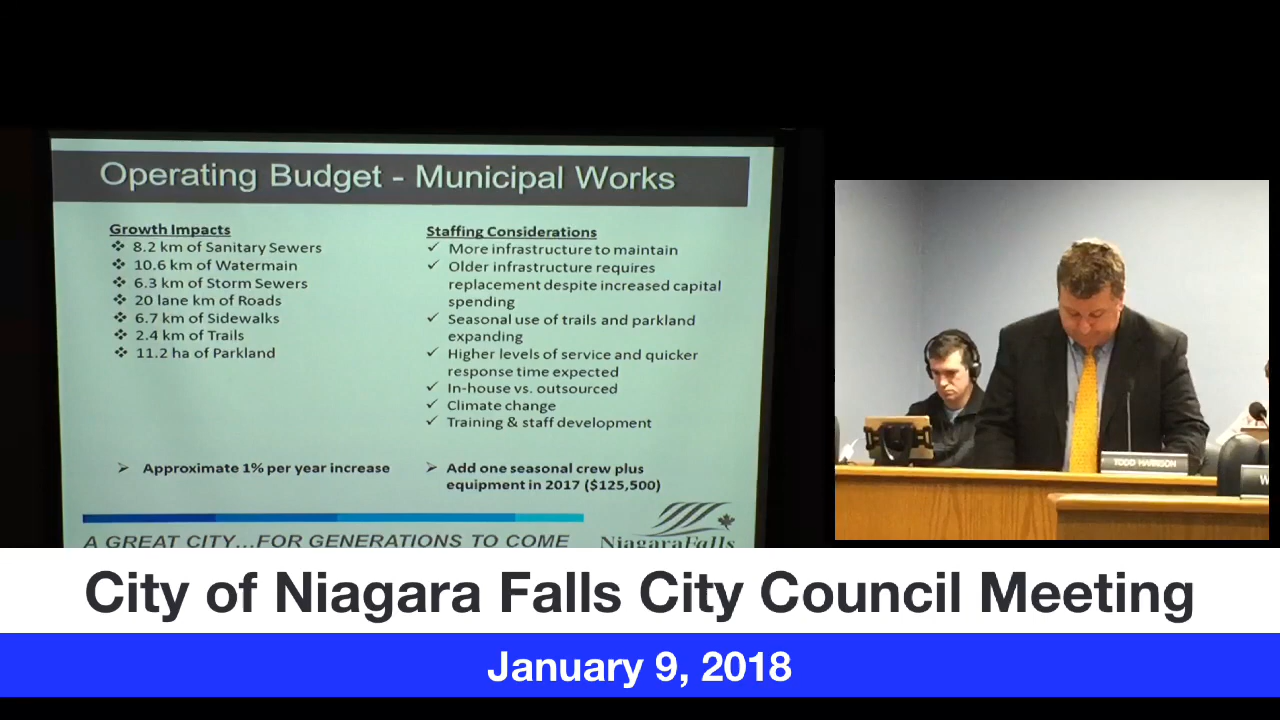 Operating Budget - Municipal Works
Growth Impacts
8.2 km of Sanitary Sewers
10.6 km of Watermain
6.3 km of Storm Sewers
20 lane km of Roads
6.7 km of Sidewalks
2.4 km of Trails
11.2 ha of Parkland
Approximate 1% per year increase
Staffing Considerations
More infrastructure to maintain
Older infrastructure requires
replacement despite increased capital
spending
Seasonal use of trails and parkland
expanding
Higher levels of service and quicker
response time expected
In-house vs. outsourced
Climate change
Training & staff development
Add one seasonal crew plus
equipment in 2017 ($125,500)
A GREAT CITY...FOR GENERATIONS TO COME
NiagaraFalls
TODD HARRISON
W
City of Niagara Falls City Council Meeting
January 9, 2018